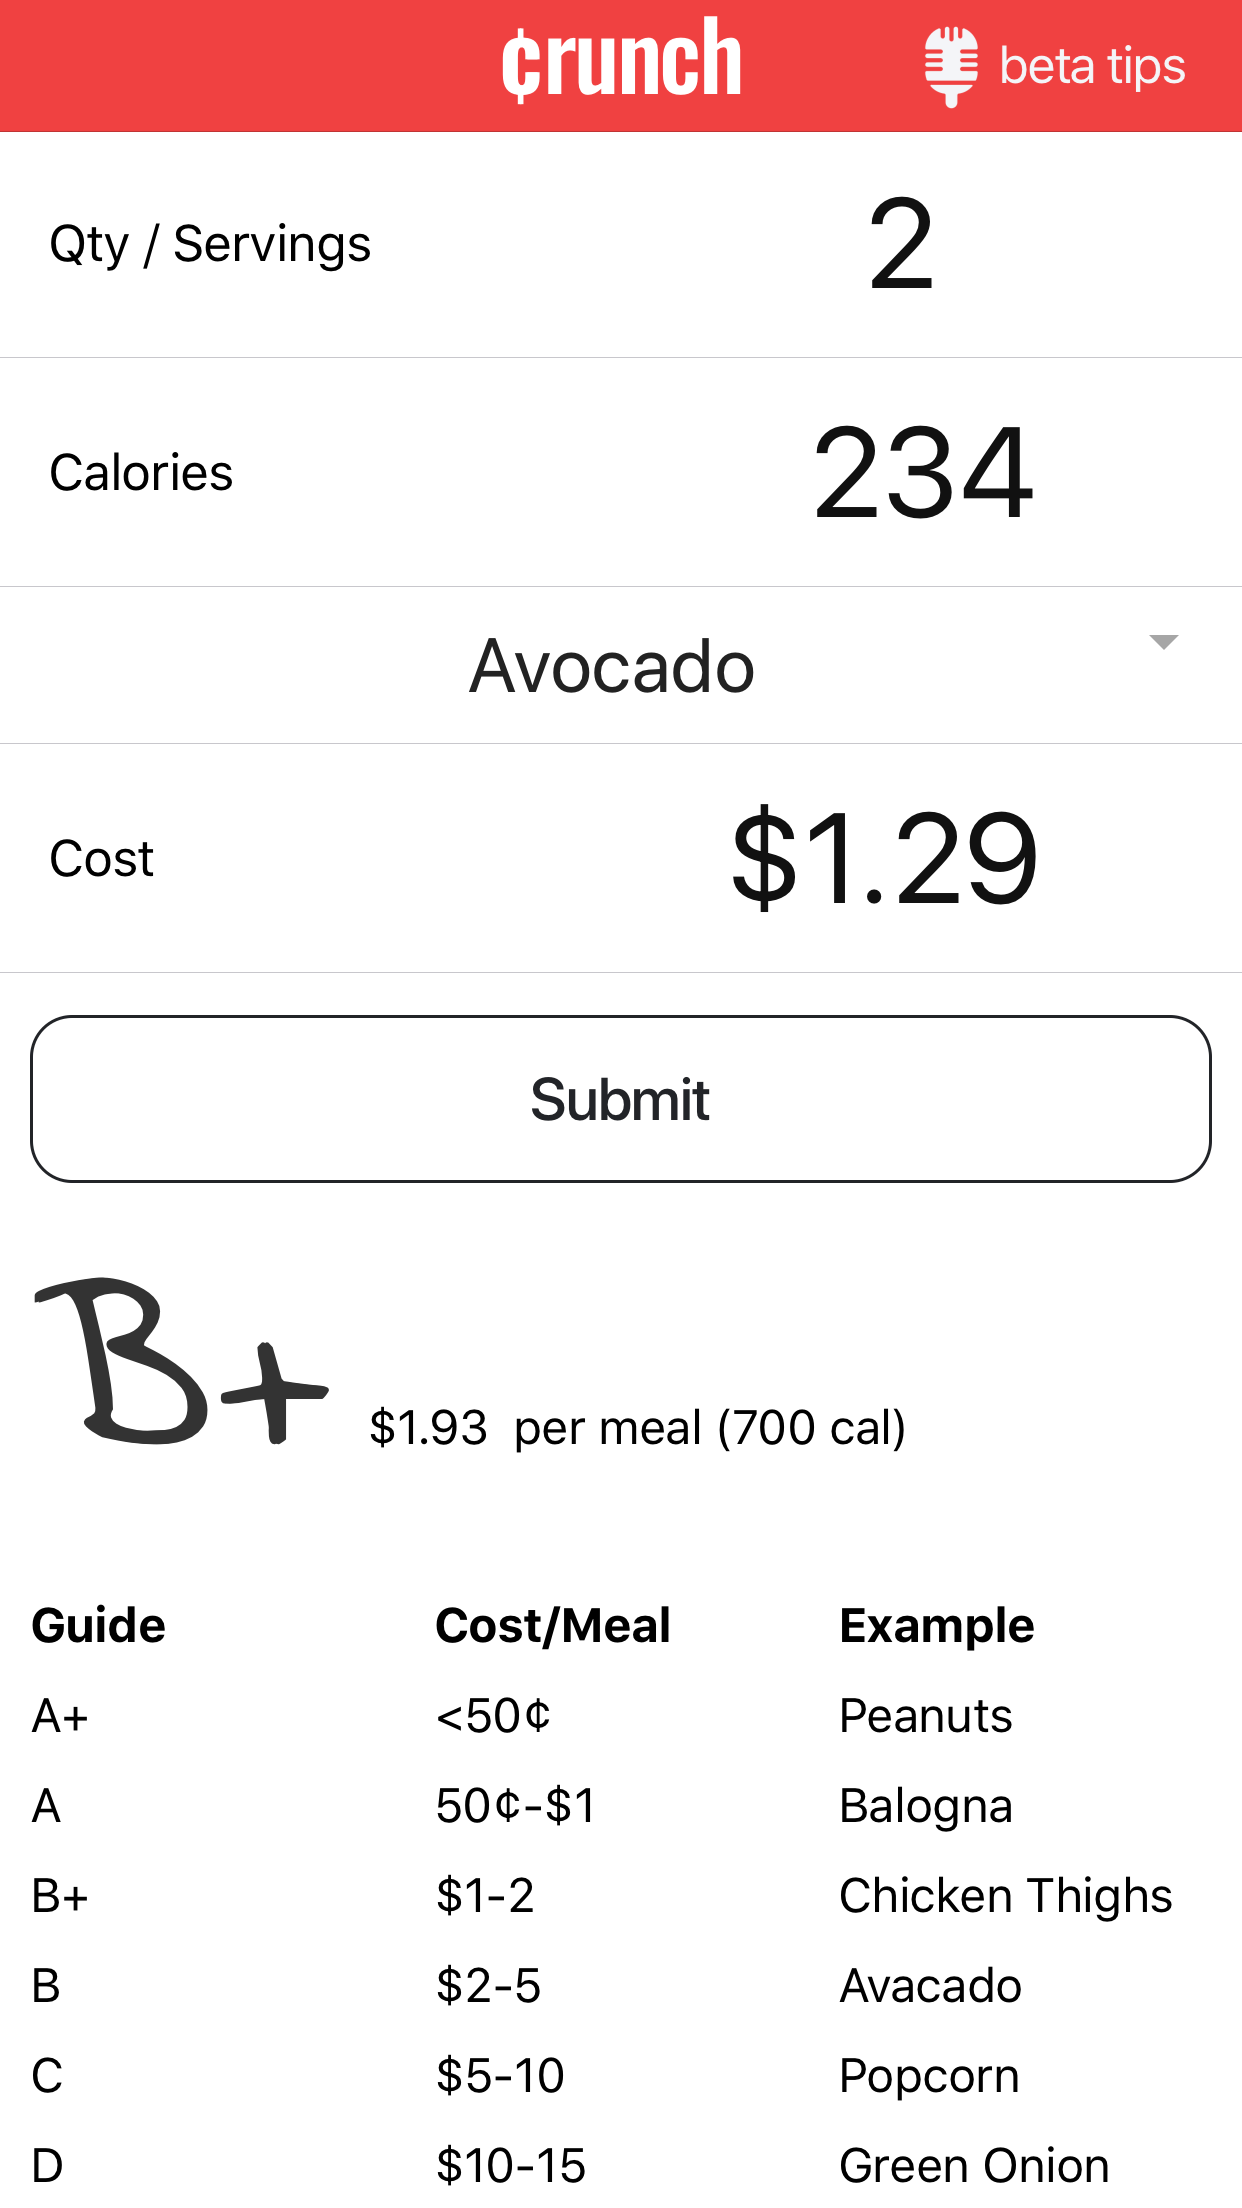 ¢runch
beta tips
Qty / Servings 2
Calories 234
Avocado
Cost $1.29
Submit
B+ $1.93 per meal (700 cal)
Guide Cost/Meal Example
A+ <50¢ Peanuts
A 50¢-$1 Balogna
B+ $1-2 Chicken Thighs
B $2-5 Avacado
C $5-10 Popcorn
D $10-15 Green Onion